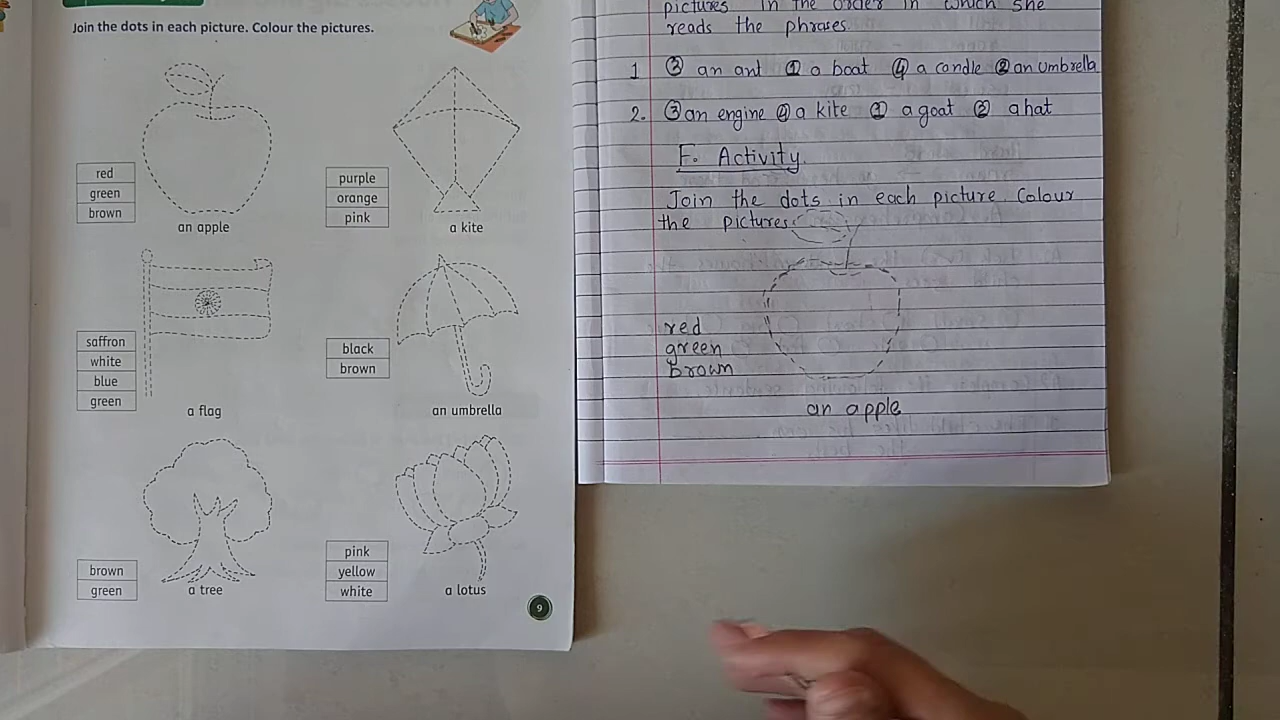 Join the dots in each picture. Colour the pictures.
red
green
brown
an apple
purple
orange
pink
a kite
saffron
white
blue
green
a flag
black
brown
an umbrella
brown
green
a tree
pink
yellow
white
a lotus
9
pictures in the order in which she
reads the phrases.
1 ③ an ant ① a boat ④ a candle ② an umbrella
2. ③ an engine ④ a kite ① a goat ② a hat
F. Activity
Join the dots in each picture Colour
the pictures.
red
green
brown
an apple